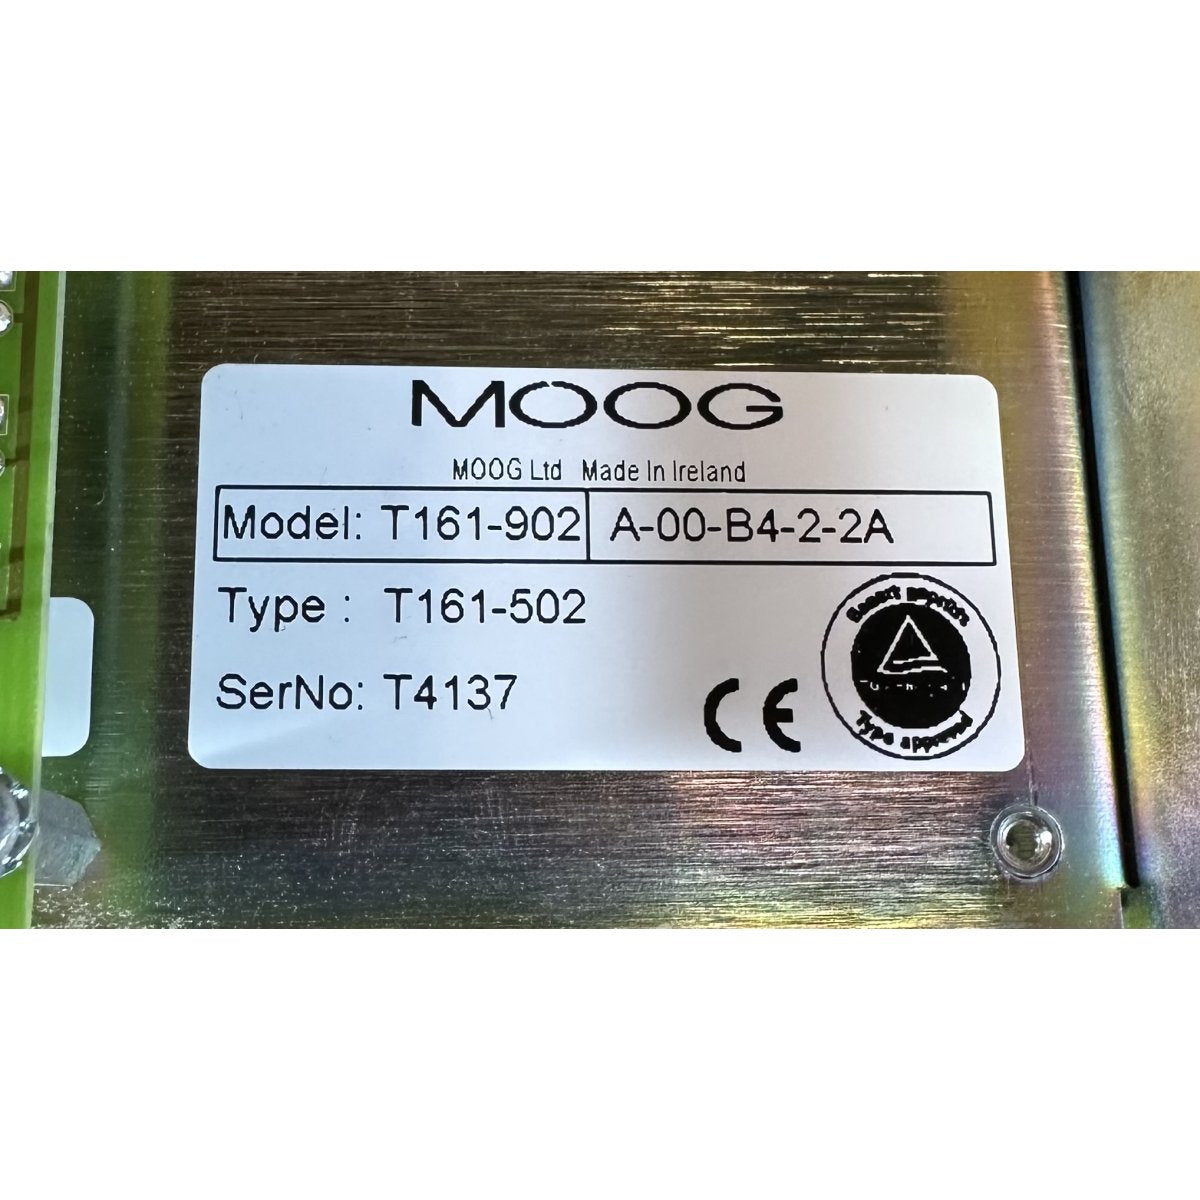 MOOG
MOOG Ltd Made In Ireland
Model: T161-902 A-00-B4-2-2A
Type : T161-502
SerNo: T4137
CE
Type approved